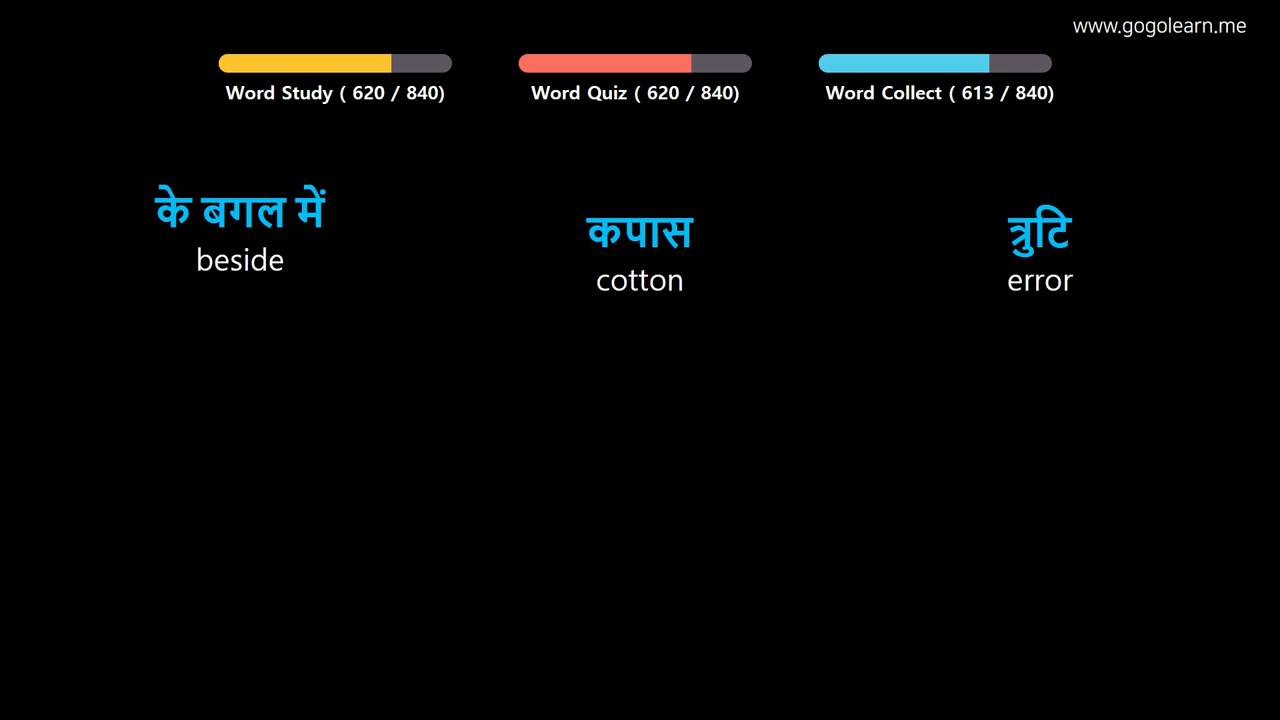 www.gogolearn.me
Word Study ( 620 / 840)
Word Quiz ( 620 / 840)
Word Collect ( 613 / 840)
के बगल में
beside
कपास
cotton
त्रुटि
error